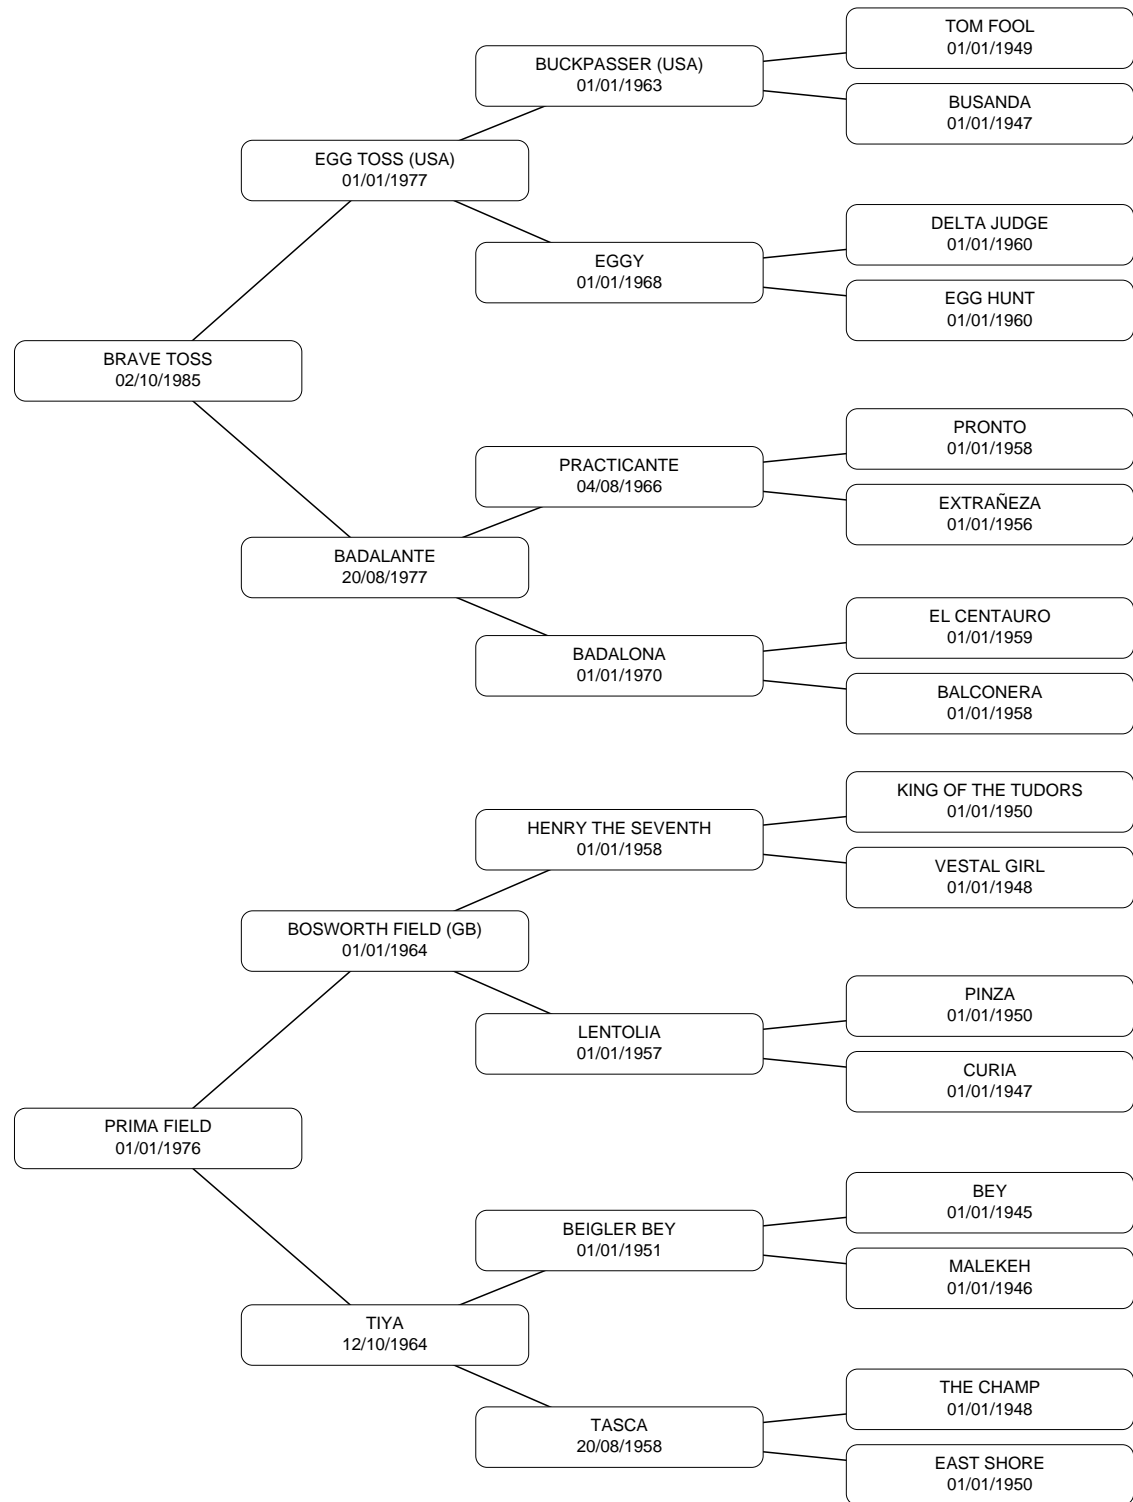 TOM FOOL
01/01/1949
BUCKPASSER (USA)
01/01/1963
BUSANDA
01/01/1947
EGG TOSS (USA)
01/01/1977
DELTA JUDGE
01/01/1960
EGGY
01/01/1968
EGG HUNT
01/01/1960
BRAVE TOSS
02/10/1985
PRONTO
01/01/1958
PRACTICANTE
04/08/1966
EXTRAÑEZA
01/01/1956
BADALANTE
20/08/1977
EL CENTAURO
01/01/1959
BADALONA
01/01/1970
BALCONERA
01/01/1958
KING OF THE TUDORS
01/01/1950
HENRY THE SEVENTH
01/01/1958
VESTAL GIRL
01/01/1948
BOSWORTH FIELD (GB)
01/01/1964
PINZA
01/01/1950
LENTOLIA
01/01/1957
CURIA
01/01/1947
PRIMA FIELD
01/01/1976
BEY
01/01/1945
BEIGLER BEY
01/01/1951
MALEKEH
01/01/1946
TIYA
12/10/1964
THE CHAMP
01/01/1948
TASCA
20/08/1958
EAST SHORE
01/01/1950